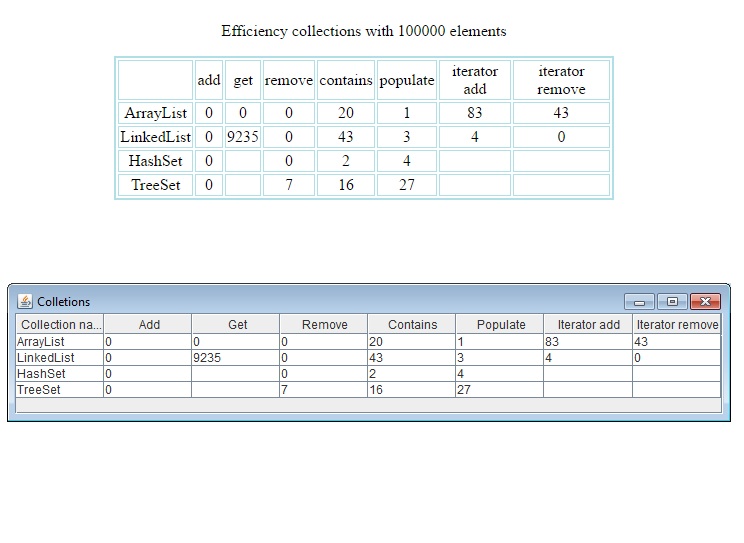 Efficiency collections with 100000 elements
add get remove contains populate iterator add iterator remove
ArrayList 0 0 0 20 1 83 43
LinkedList 0 9235 0 43 3 4 0
HashSet 0 0 2 4
TreeSet 0 7 16 27
Colletions
Collection na... Add Get Remove Contains Populate Iterator add Iterator remove
ArrayList 0 0 0 20 1 83 43
LinkedList 0 9235 0 43 3 4 0
HashSet 0 0 2 4
TreeSet 0 7 16 27